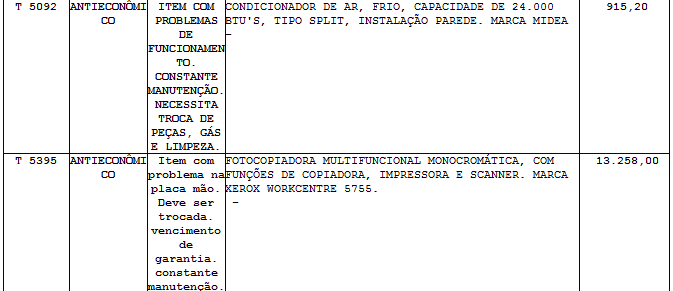 T 5092 ANTIECONÔMI ITEM COM CONDICIONADOR DE AR, FRIO, CAPACIDADE DE 24.000 915,20
CO PROBLEMAS BTU'S, TIPO SPLIT, INSTALAÇÃO PAREDE. MARCA MIDEA
DE –
FUNCIONAMEN
TO.
CONSTANTE
MANUTENÇÃO.
NECESSITA
TROCA DE
PEÇAS, GÁS
E LIMPEZA.
T 5395 ANTIECONÔMI Item com FOTOCOPIADORA MULTIFUNCIONAL MONOCROMÁTICA, COM 13.258,00
CO problema na FUNÇÕES DE COPIADORA, IMPRESSORA E SCANNER. MARCA
placa mão. XEROX WORKCENTRE 5755.
Deve ser –
trocada.
vencimento
de
garantia.
constante
manutenção.